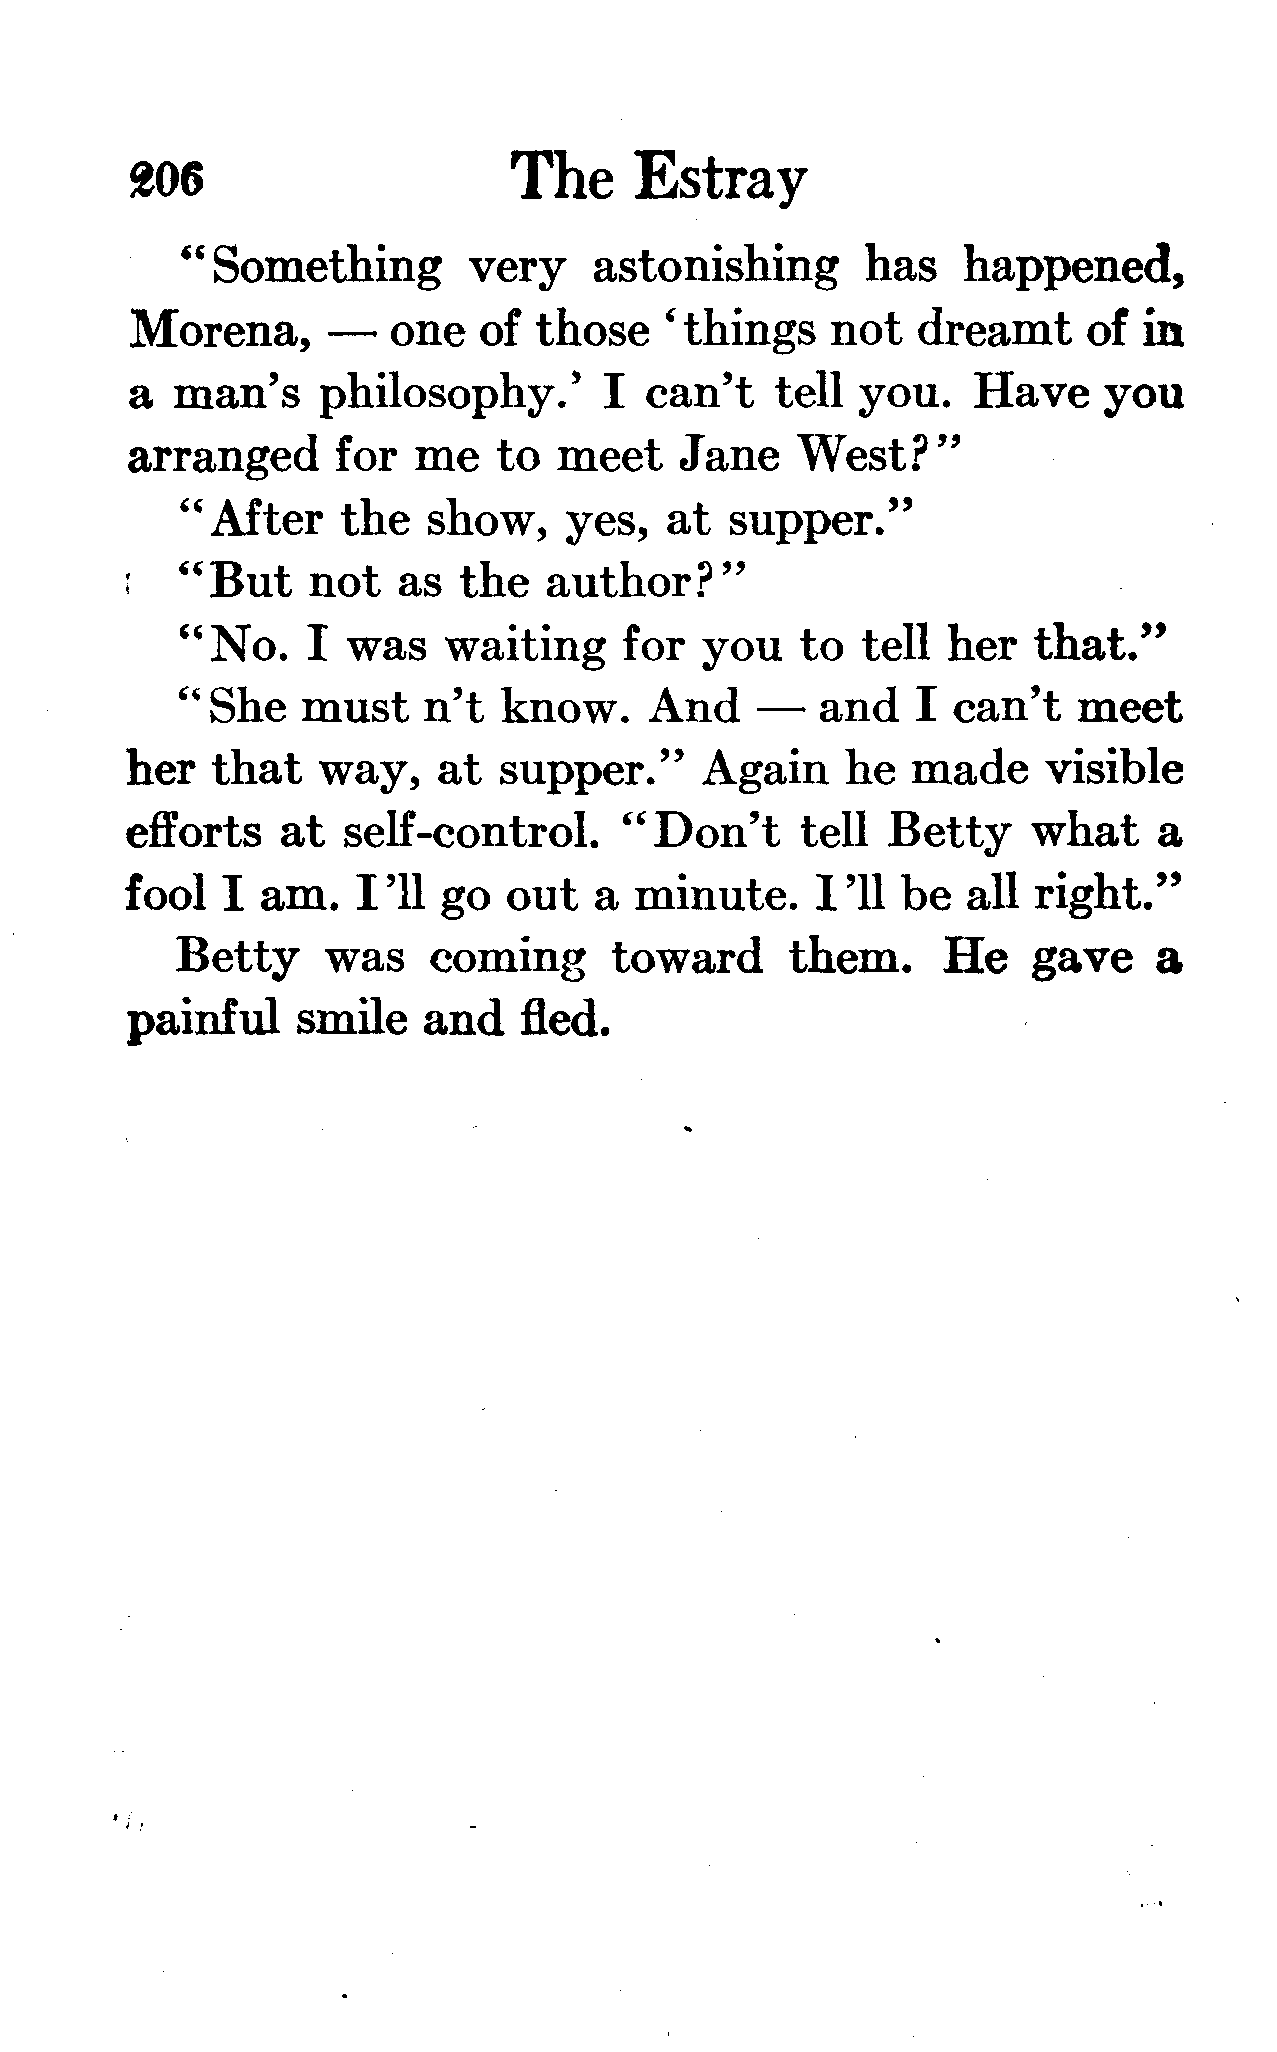 206 The Estray
“Something very astonishing has happened,
Morena, — one of those ‘things not dreamt of in
a man’s philosophy.’ I can’t tell you. Have you
arranged for me to meet Jane West?”
“After the show, yes, at supper.”
“But not as the author?”
“No. I was waiting for you to tell her that.”
“She must n’t know. And — and I can’t meet
her that way, at supper.” Again he made visible
efforts at self-control. “Don’t tell Betty what a
fool I am. I ’ll go out a minute. I ’ll be all right.”
Betty was coming toward them. He gave a
painful smile and fled.